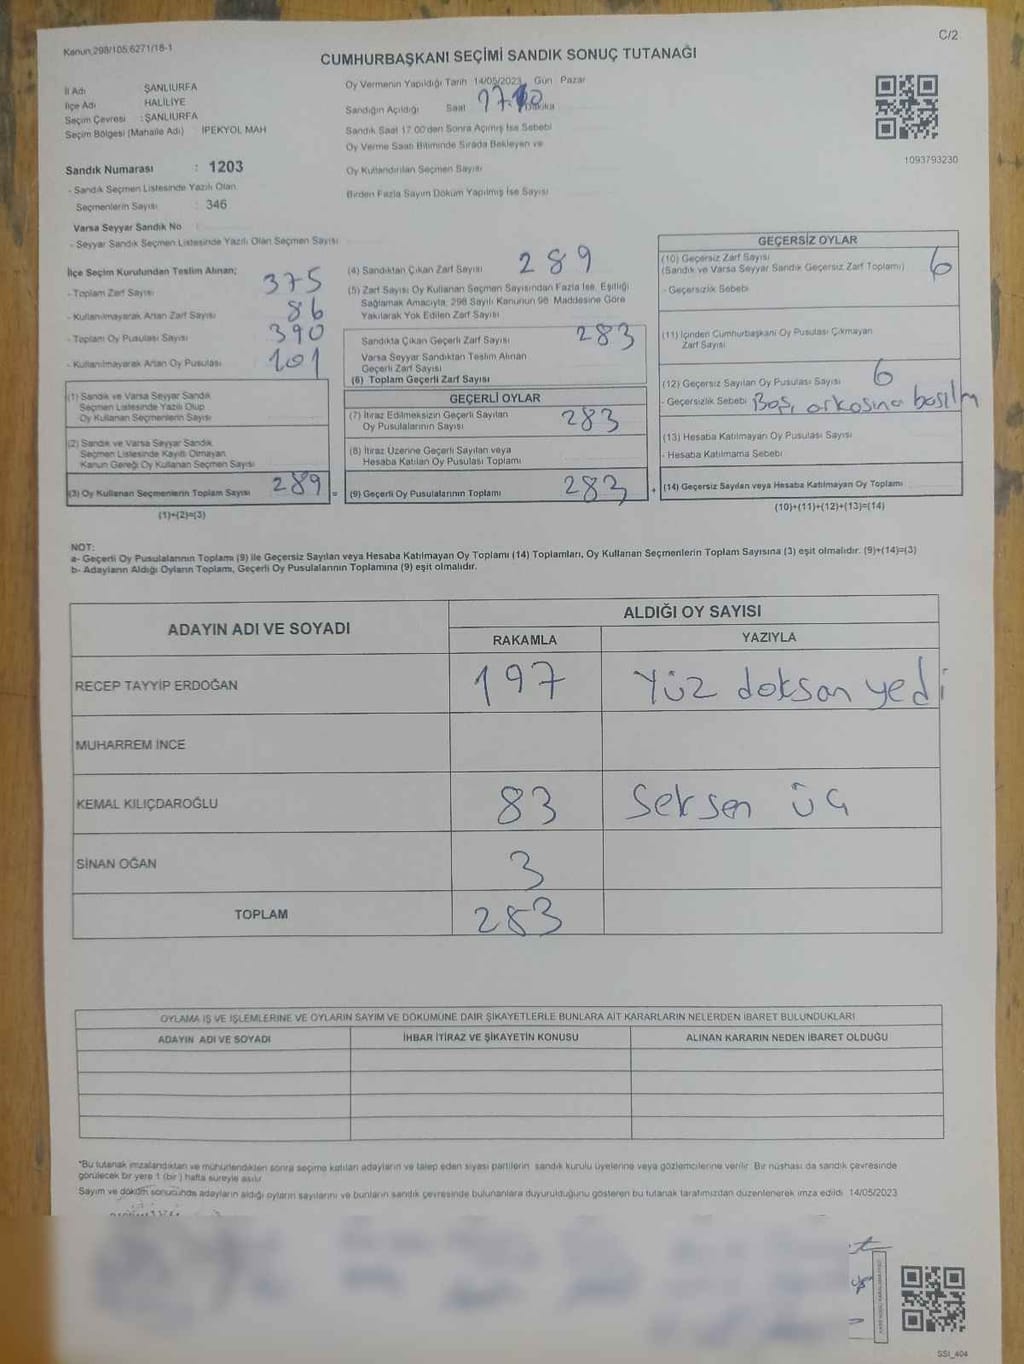 Kanun,298/105,6271/18-1
C/2
CUMHURBAŞKANI SEÇİMİ SANDIK SONUÇ TUTANAĞI
İl Adı ŞANLIURFA
İlçe Adı HALİLİYE
Seçim Çevresi : ŞANLIURFA
Seçim Bölgesi (Mahalle Adı) İPEKYOL MAH
Oy Vermenin Yapıldığı Tarih 14/05/2023 Gün Pazar
Sandığın Açıldığı Saat 17.10 Dakika
Sandık Saat 17.00'den Sonra Açılmış İse Sebebi
Oy Verme Saati Bitiminde Sırada Bekleyen ve
Oy Kullandırılan Seçmen Sayısı
Birden Fazla Sayım Döküm Yapılmış İse Sayısı
1093793230
Sandık Numarası : 1203
- Sandık Seçmen Listesinde Yazılı Olan
Seçmenlerin Sayısı : 346
Varsa Seyyar Sandık No
- Seyyar Sandık Seçmen Listesinde Yazılı Olan Seçmen Sayısı
İlçe Seçim Kurulundan Teslim Alınan;
- Toplam Zarf Sayısı 375
- Kullanılmayarak Artan Zarf Sayısı 86
- Toplam Oy Pusulası Sayısı 390
- Kullanılmayarak Artan Oy Pusulası 101
(1) Sandık ve Varsa Seyyar Sandık
Seçmen Listesinde Yazılı Olup
Oy Kullanan Seçmenlerin Sayısı
(2) Sandık ve Varsa Seyyar Sandık
Seçmen Listesinde Kayıtlı Olmayan
Kanun Gereği Oy Kullanan Seçmen Sayısı
(3) Oy Kullanan Seçmenlerin Toplam Sayısı 289
(1)+(2)=(3)
(4) Sandıktan Çıkan Zarf Sayısı 289
(5) Zarf Sayısı Oy Kullanan Seçmen Sayısından Fazla İse, Eşitliği
Sağlamak Amacıyla, 298 Sayılı Kanunun 98. Maddesine Göre
Yakılarak Yok Edilen Zarf Sayısı
Sandıkta Çıkan Geçerli Zarf Sayısı 283
Varsa Seyyar Sandıktan Teslim Alınan
Geçerli Zarf Sayısı
(6) Toplam Geçerli Zarf Sayısı
GEÇERLİ OYLAR
(7) İtiraz Edilmeksizin Geçerli Sayılan
Oy Pusulalarının Sayısı 283
(8) İtiraz Üzerine Geçerli Sayılan veya
Hesaba Katılan Oy Pusulası Toplamı
= (9) Geçerli Oy Pusulalarının Toplamı 283 +
GEÇERSİZ OYLAR
(10) Geçersiz Zarf Sayısı
(Sandık ve Varsa Seyyar Sandık Geçersiz Zarf Toplamı) 6
- Geçersizlik Sebebi
(11) İçinden Cumhurbaşkanı Oy Pusulası Çıkmayan
Zarf Sayısı
(12) Geçersiz Sayılan Oy Pusulası Sayısı 6
- Geçersizlik Sebebi Boş, arkasına basılm
(13) Hesaba Katılmayan Oy Pusulası Sayısı
- Hesaba Katılmama Sebebi
(14) Geçersiz Sayılan veya Hesaba Katılmayan Oy Toplamı
(10)+(11)+(12)+(13)=(14)
NOT:
a- Geçerli Oy Pusulalarının Toplamı (9) ile Geçersiz Sayılan veya Hesaba Katılmayan Oy Toplamı (14) Toplamları, Oy Kullanan Seçmenlerin Toplam Sayısına (3) eşit olmalıdır. (9)+(14)=(3)
b- Adayların Aldığı Oyların Toplamı, Geçerli Oy Pusulalarının Toplamına (9) eşit olmalıdır.
ADAYIN ADI VE SOYADI
ALDIĞI OY SAYISI
RAKAMLA YAZIYLA
RECEP TAYYİP ERDOĞAN 197 Yüz doksan yedi
MUHARREM İNCE
KEMAL KILIÇDAROĞLU 83 Seksen üç
SİNAN OĞAN 3
TOPLAM 283
OYLAMA İŞ VE İŞLEMLERİNE VE OYLARIN SAYIM VE DÖKÜMÜNE DAİR ŞİKAYETLERLE BUNLARA AİT KARARLARIN NELERDEN İBARET BULUNDUKLARI
ADAYIN ADI VE SOYADI İHBAR İTİRAZ VE ŞİKAYETİN KONUSU ALINAN KARARIN NEDEN İBARET OLDUĞU
*Bu tutanak imzalandıktan ve mühürlendikten sonra seçime katılan adayların ve talep eden siyasi partilerin sandık kurulu üyelerine veya gözlemcilerine verilir. Bir nüshası da sandık çevresinde
görülecek bir yere 1 (bir) hafta süreyle asılır.
Sayım ve döküm sonucunda adayların aldığı oyların sayılarını ve bunların sandık çevresinde bulunanlara duyurulduğunu gösteren bu tutanak tarafımızdan düzenlenerek imza edildi. 14/05/2023
SSI_404